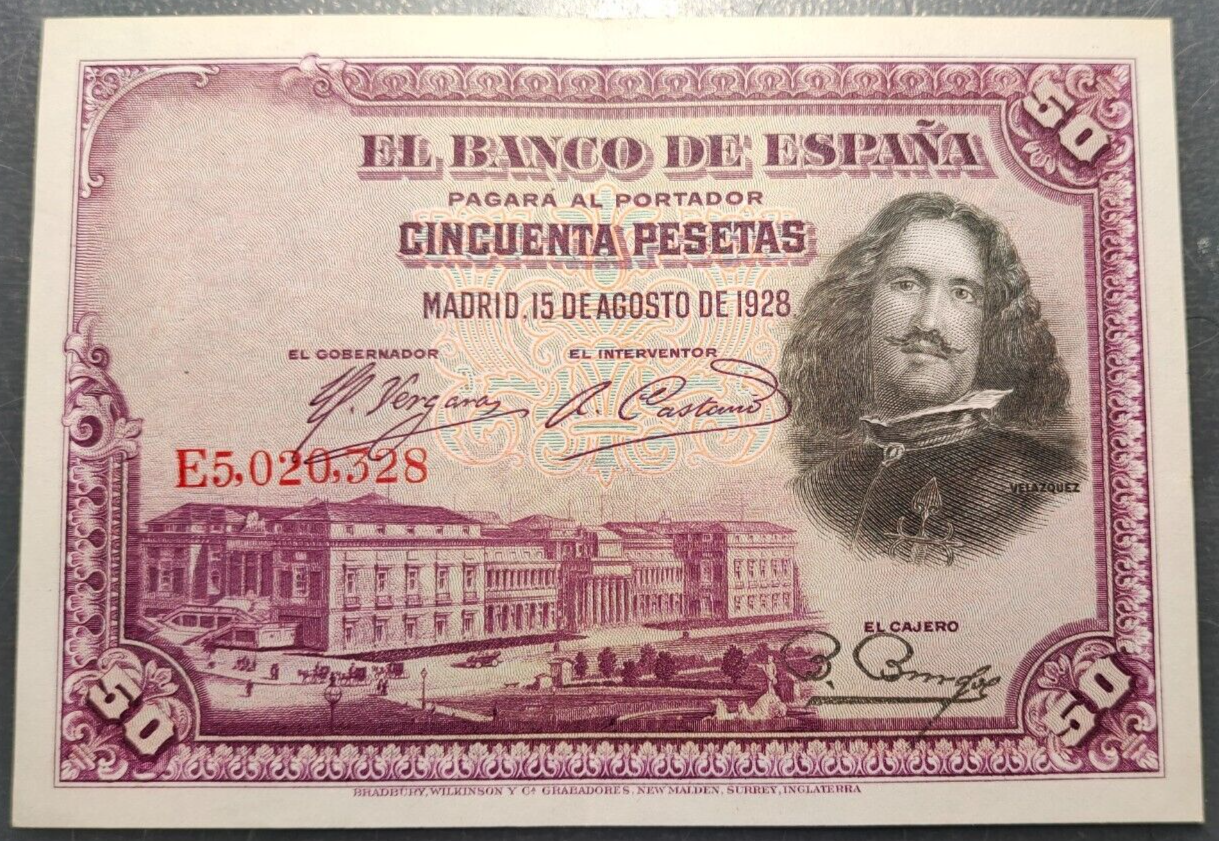 50
EL BANCO DE ESPAÑA
PAGARÁ AL PORTADOR
CINCUENTA PESETAS
MADRID. 15 DE AGOSTO DE 1928
EL GOBERNADOR EL INTERVENTOR
E5,020,328
VELAZQUEZ
EL CAJERO
50
50
BRADBURY, WILKINSON Y Cª GRABADORES, NEW MALDEN, SURREY, INGLATERRA